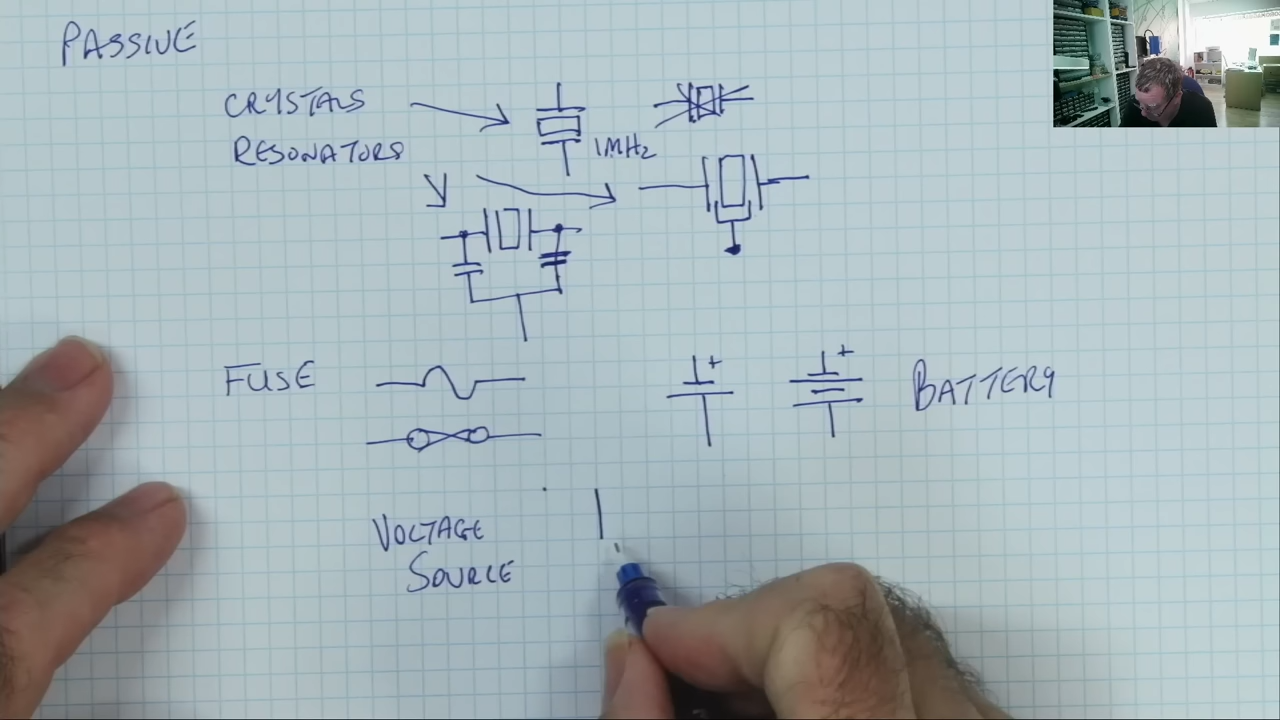 PASSIVE
CRYSTALS
RESONATORS
1MHz
FUSE
+
+
BATTERY
VOLTAGE
SOURCE